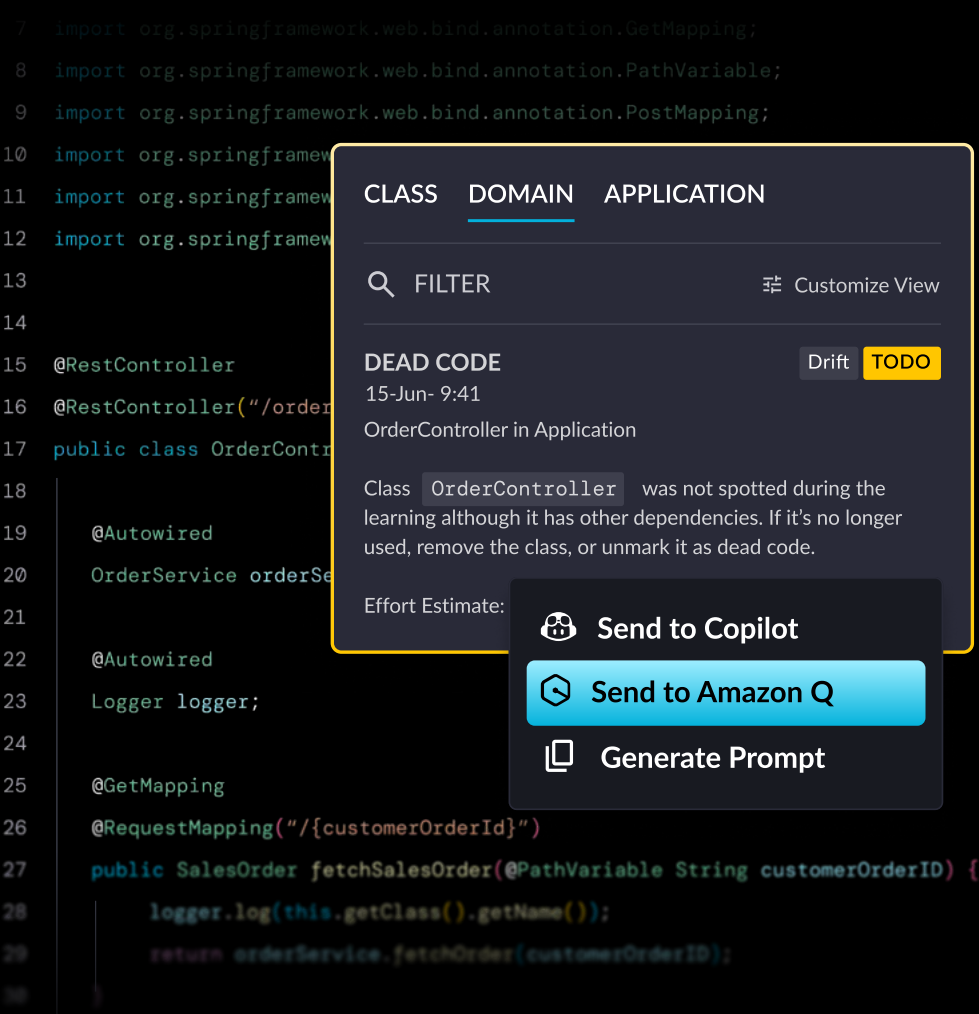 7 import org.springframework.web.bind.annotation.GetMapping;
8 import org.springframework.web.bind.annotation.PathVariable;
9 import org.springframework.web.bind.annotation.PostMapping;
10 import org.springframew
11 import org.springframew
12 import org.springframew
13
14
15 @RestController
16 @RestController(“/order
17 public class OrderContr
18
19 @Autowired
20 OrderService orderSe
21
22 @Autowired
23 Logger logger;
24
25 @GetMapping
26 @RequestMapping(“/{customerOrderId}”)
27 public SalesOrder fetchSalesOrder(@PathVariable String customerOrderID) {
28 logger.log(this.getClass().getName());
29 return orderService.fetchOrder(customerOrderID);
30 }
CLASS DOMAIN APPLICATION
FILTER Customize View
DEAD CODE Drift TODO
15-Jun- 9:41
OrderController in Application
Class OrderController was not spotted during the
learning although it has other dependencies. If it’s no longer
used, remove the class, or unmark it as dead code.
Effort Estimate:
Send to Copilot
Send to Amazon Q
Generate Prompt